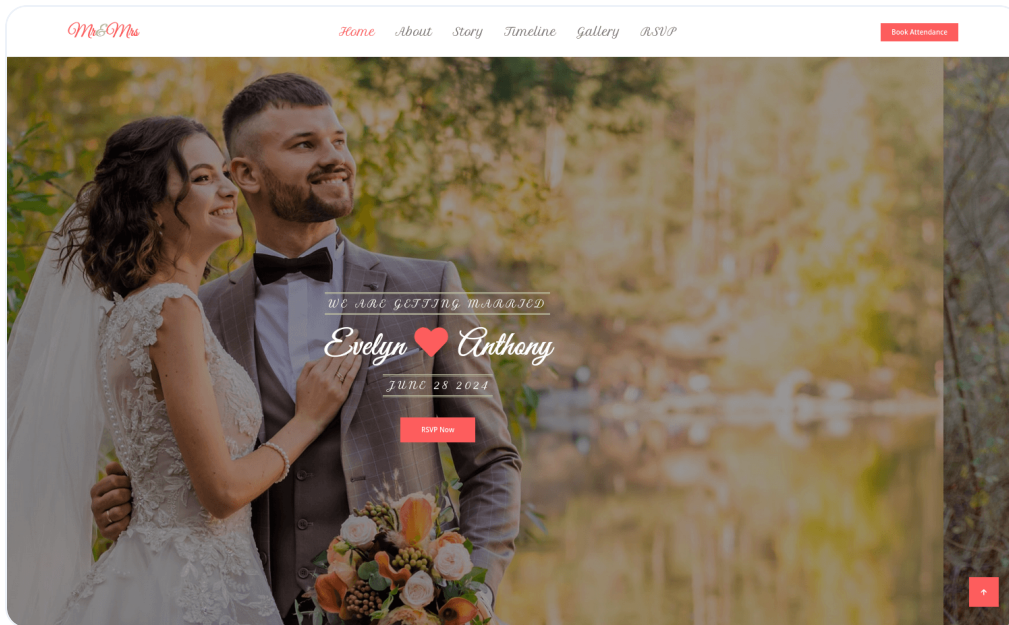 Mr&Mrs
Home About Story Timeline Gallery RSVP
Book Attendance
WE ARE GETTING MARRIED
Evelyn Anthony
JUNE 28 2024
RSVP Now